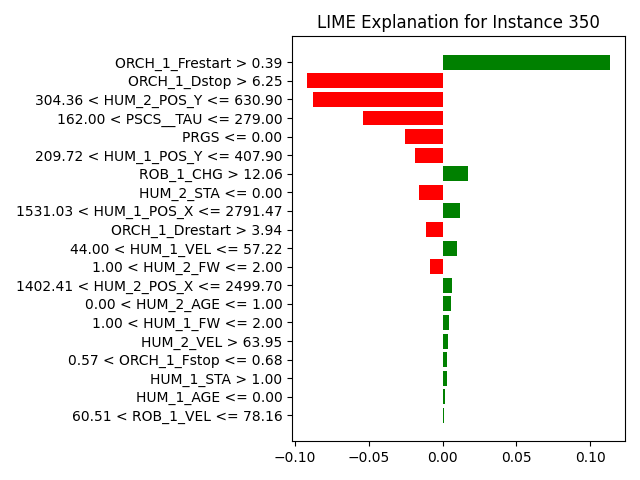 LIME Explanation for Instance 350
ORCH_1_Frestart > 0.39
ORCH_1_Dstop > 6.25
304.36 < HUM_2_POS_Y <= 630.90
162.00 < PSCS__TAU <= 279.00
PRGS <= 0.00
209.72 < HUM_1_POS_Y <= 407.90
ROB_1_CHG > 12.06
HUM_2_STA <= 0.00
1531.03 < HUM_1_POS_X <= 2791.47
ORCH_1_Drestart > 3.94
44.00 < HUM_1_VEL <= 57.22
1.00 < HUM_2_FW <= 2.00
1402.41 < HUM_2_POS_X <= 2499.70
0.00 < HUM_2_AGE <= 1.00
1.00 < HUM_1_FW <= 2.00
HUM_2_VEL > 63.95
0.57 < ORCH_1_Fstop <= 0.68
HUM_1_STA > 1.00
HUM_1_AGE <= 0.00
60.51 < ROB_1_VEL <= 78.16
−0.10 −0.05 0.00 0.05 0.10